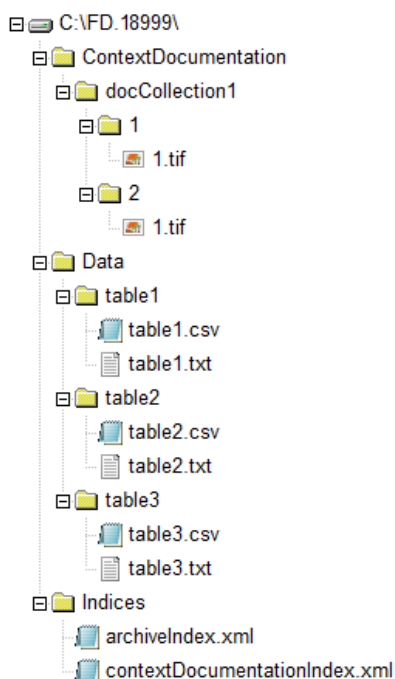 C:\FD.18999\
ContextDocumentation
docCollection1
1
1.tif
2
1.tif
Data
table1
table1.csv
table1.txt
table2
table2.csv
table2.txt
table3
table3.csv
table3.txt
Indices
archiveIndex.xml
contextDocumentationIndex.xml